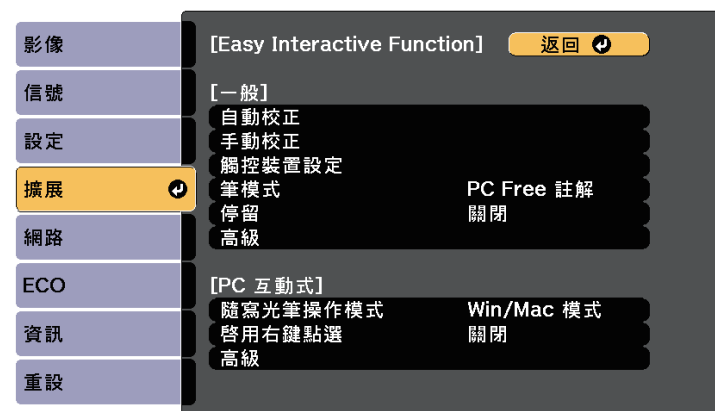 影像
信號
設定
擴展
網路
ECO
資訊
重設
[Easy Interactive Function] 返回
[一般]
自動校正
手動校正
觸控裝置設定
筆模式 PC Free 註解
停留 關閉
高級
[PC 互動式]
隨寫光筆操作模式 Win/Mac 模式
啓用右鍵點選 關閉
高級